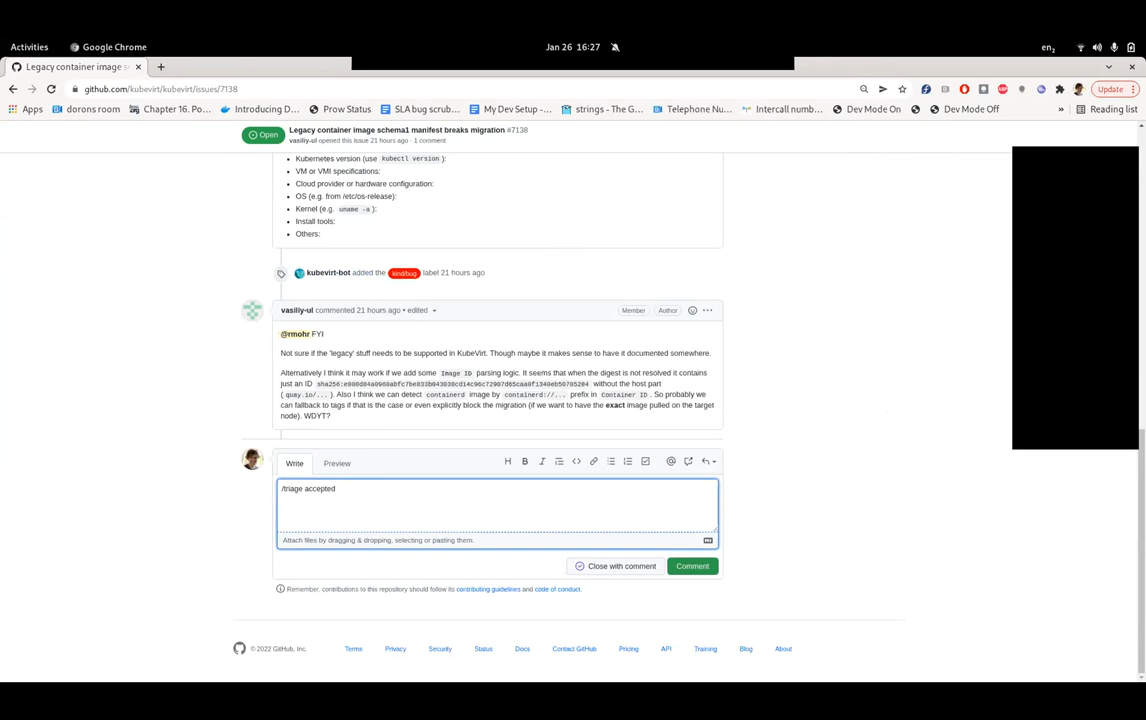 Activities
Google Chrome
Jan 26 16:27
en2
Legacy container image s
github.com/kubevirt/kubevirt/issues/7138
Update
Apps
dorons room
Chapter 16. Po...
Introducing D...
Prow Status
SLA bug scrub...
My Dev Setup -...
strings - The G...
Telephone Nu...
Intercall numb...
Dev Mode On
Dev Mode Off
Reading list
Open
Legacy container image schema1 manifest breaks migration #7138
vasiliy-ul opened this issue 21 hours ago · 1 comment
• Kubernetes version (use kubectl version):
• VM or VMI specifications:
• Cloud provider or hardware configuration:
• OS (e.g. from /etc/os-release):
• Kernel (e.g. uname -a):
• Install tools:
• Others:
kubevirt-bot added the kind/bug label 21 hours ago
vasiliy-ul commented 21 hours ago • edited
Member
Author
@rmohr FYI
Not sure if the 'legacy' stuff needs to be supported in KubeVirt. Though maybe it makes sense to have it documented somewhere.
Alternatively I think it may work if we add some Image ID parsing logic. It seems that when the digest is not resolved it contains
just an ID without the host part
(quay.io/...). Also I think we can detect containerd image by containerd://... prefix in Container ID. So probably we
can fallback to tags if that is the case or even explicitly block the migration (if we want to have the exact image pulled on the target
node). WDYT?
Write
Preview
/triage accepted
Attach files by dragging & dropping, selecting or pasting them.
Close with comment
Comment
Remember, contributions to this repository should follow its contributing guidelines and code of conduct.
© 2022 GitHub, Inc.
Terms
Privacy
Security
Status
Docs
Contact GitHub
Pricing
API
Training
Blog
About